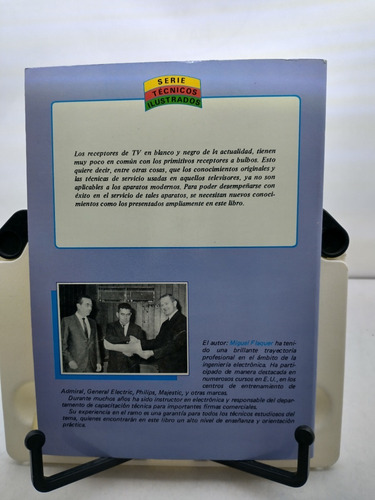 SERIE
TÉCNICOS
ILUSTRADOS
Los receptores de TV en blanco y negro de la actualidad, tienen
muy poco en común con los primitivos receptores a bulbos. Esto
quiere decir, entre otras cosas, que los conocimientos originales y
las técnicas de servicio usadas en aquellos televisores, ya no son
aplicables a los aparatos modernos. Para poder desempeñarse con
éxito en el servicio de tales aparatos, se necesitan nuevos conoci-
mientos como los presentados ampliamente en este libro.
El autor: Miguel Flaquer ha teni-
do una brillante trayectoria
profesional en el ámbito de la
ingeniería electrónica. Ha parti-
cipado de manera destacada en
numerosos cursos en E.U., en los
centros de entrenamiento de
Admiral, General Electric, Philips, Majestic, y otras marcas.
Durante muchos años ha sido instructor en electrónica y responsable del depar-
tamento de capacitación técnica para importantes firmas comerciales.
Su experiencia en el ramo es una garantía para todos los técnicos estudiosos del
tema, quienes encontrarán en este libro un alto nivel de enseñanza y orientación
práctica.